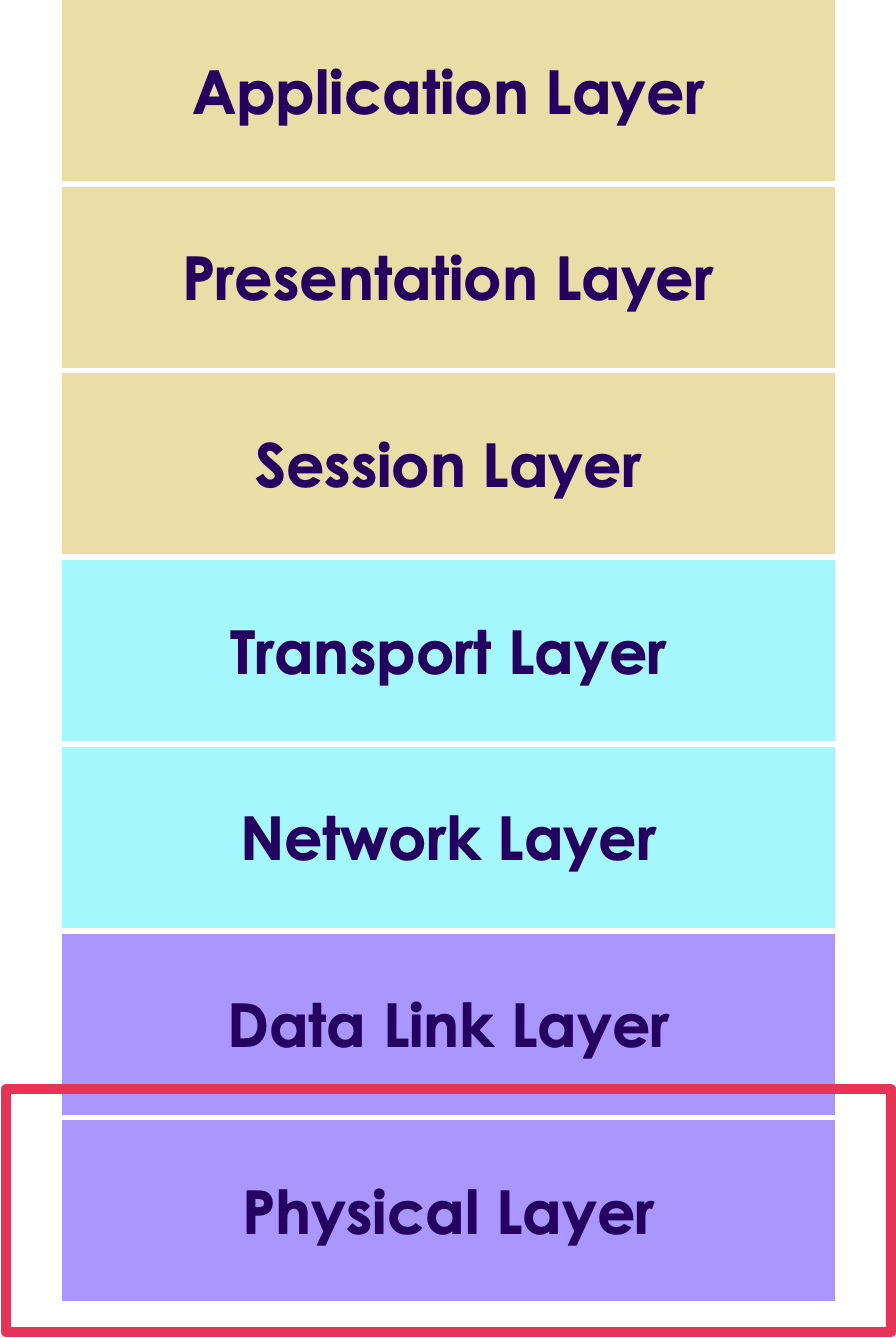 Application Layer
Presentation Layer
Session Layer
Transport Layer
Network Layer
Data Link Layer
Physical Layer